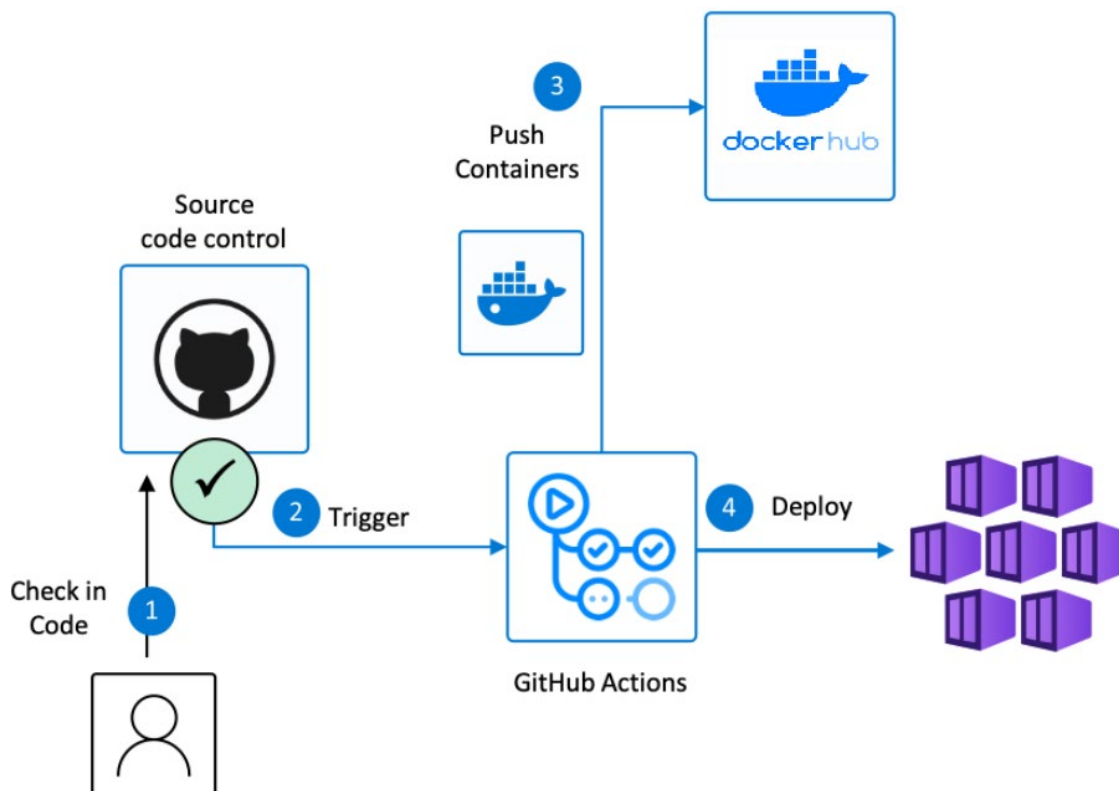 3
Push
Containers
docker hub
Source
code control
2
Trigger
4
Deploy
Check in
Code
1
GitHub Actions